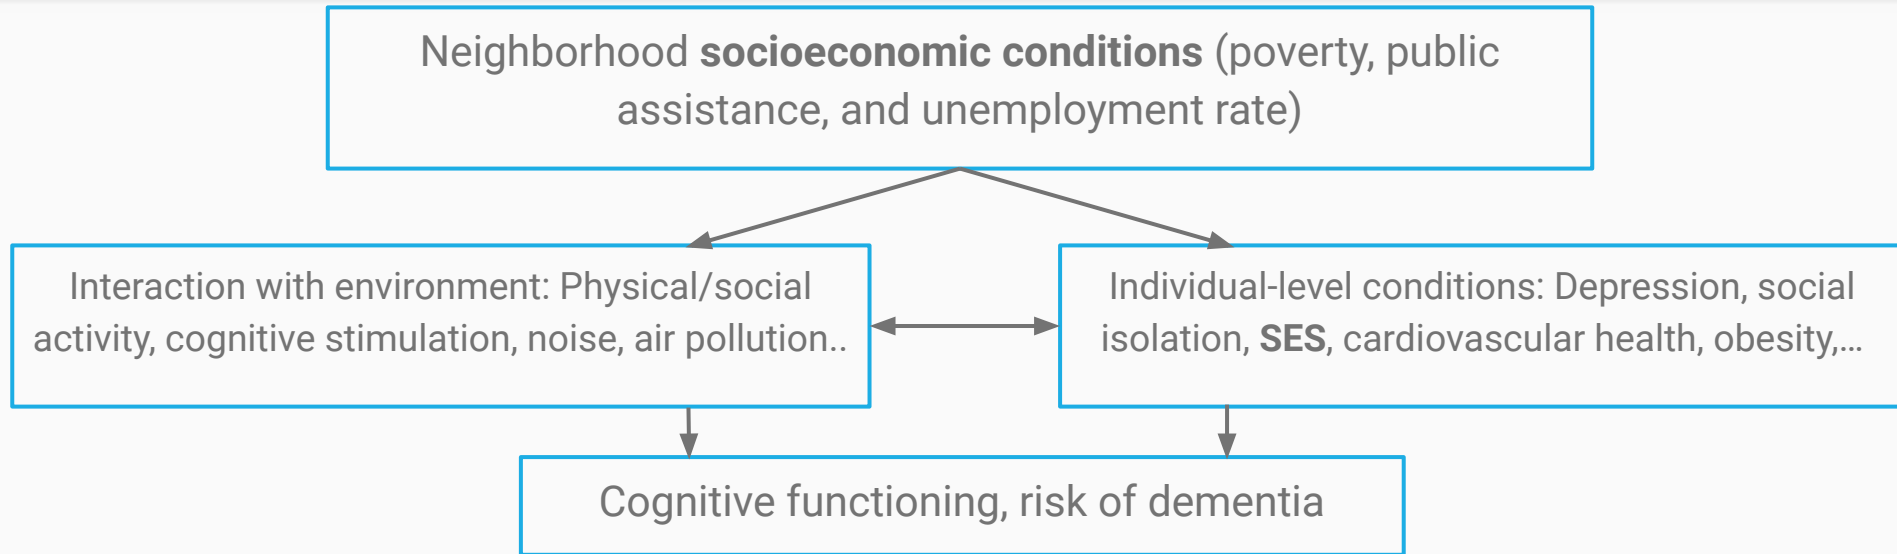 Neighborhood socioeconomic conditions (poverty, public
assistance, and unemployment rate)
Interaction with environment: Physical/social
activity, cognitive stimulation, noise, air pollution..
Individual-level conditions: Depression, social
isolation, SES, cardiovascular health, obesity,...
Cognitive functioning, risk of dementia